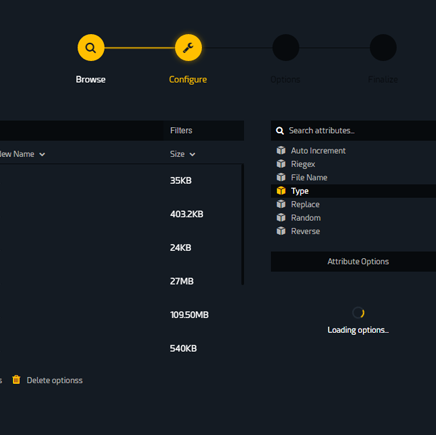 Browse
Configure
Options
Finalize
New Name
Filters
Size
35KB
403.2KB
24KB
27MB
109.50MB
540KB
Delete optionss
Search attributes...
Auto Increment
Riegex
File Name
Type
Replace
Random
Reverse
Attribute Options
Loading options...